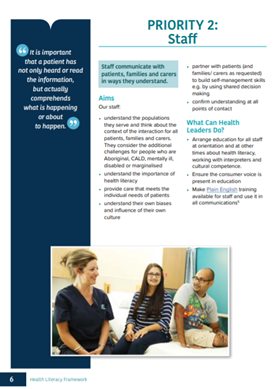 PRIORITY 2:
Staff
It is important
that a patient has
not only heard or read
the information,
but actually
comprehends
what is happening
or about
to happen.
Staff communicate with
patients, families and carers
in ways they understand.
Aims
Our staff:
• understand the populations
they serve and think about the
context of the interaction for all
patients, families and carers.
They consider the additional
challenges for people who are
Aboriginal, CALD, mentally ill,
disabled or marginalised
• understand the importance of
health literacy
• provide care that meets the
individual needs of patients
• understand their own biases
and influence of their own
culture
• partner with patients (and
families/ carers as requested)
to build self-management skills
e.g. by using shared decision
making
• confirm understanding at all
points of contact
What Can Health
Leaders Do?
• Arrange education for all staff
at orientation and at other
times about health literacy,
working with interpreters and
cultural competence.
• Ensure the consumer voice is
present in education
• Make Plain English training
available for staff and use it in
all communications
6 Health Literacy Framework